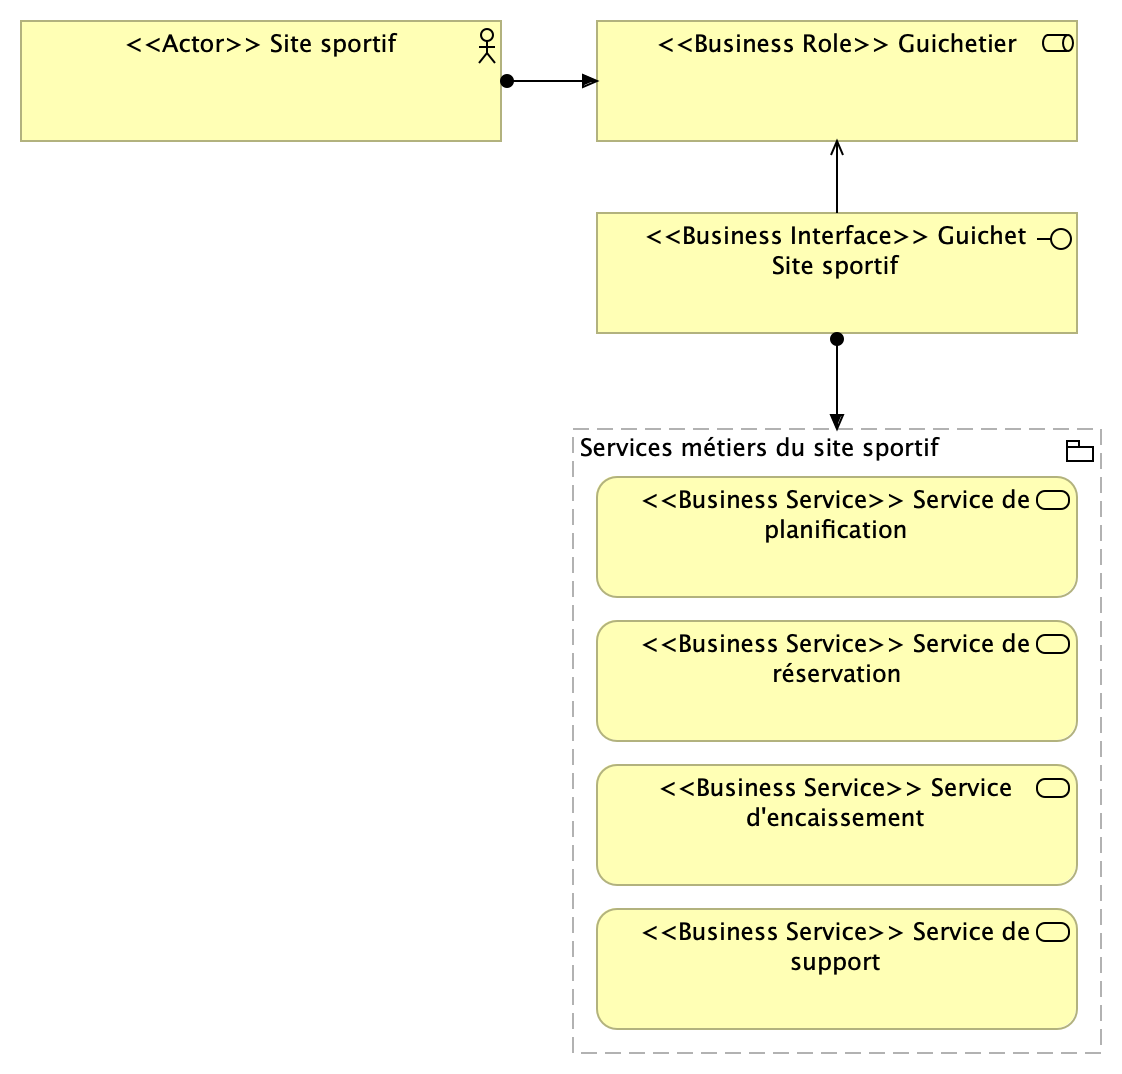 <<Actor>> Site sportif
<<Business Role>> Guichetier
<<Business Interface>> Guichet
Site sportif
Services métiers du site sportif
<<Business Service>> Service de
planification
<<Business Service>> Service de
réservation
<<Business Service>> Service
d'encaissement
<<Business Service>> Service de
support